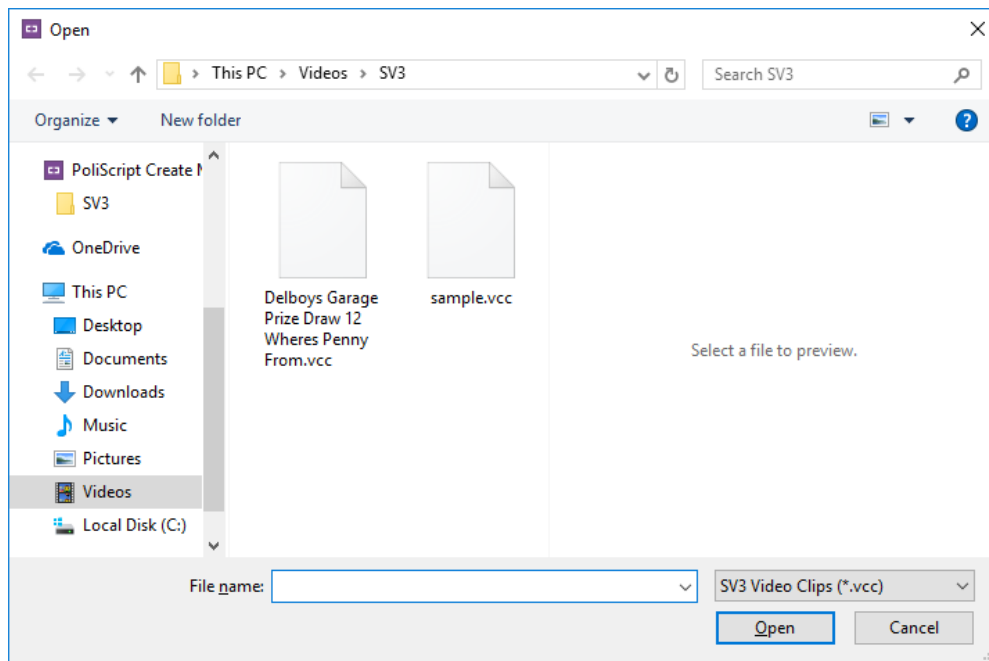 Open
This PC > Videos > SV3
Search SV3
Organize
New folder
?
PoliScript Create M
SV3
OneDrive
This PC
Desktop
Documents
Downloads
Music
Pictures
Videos
Local Disk (C:)
Delboys Garage
Prize Draw 12
Wheres Penny
From.vcc
sample.vcc
Select a file to preview.
File name:
SV3 Video Clips (*.vcc)
Open
Cancel